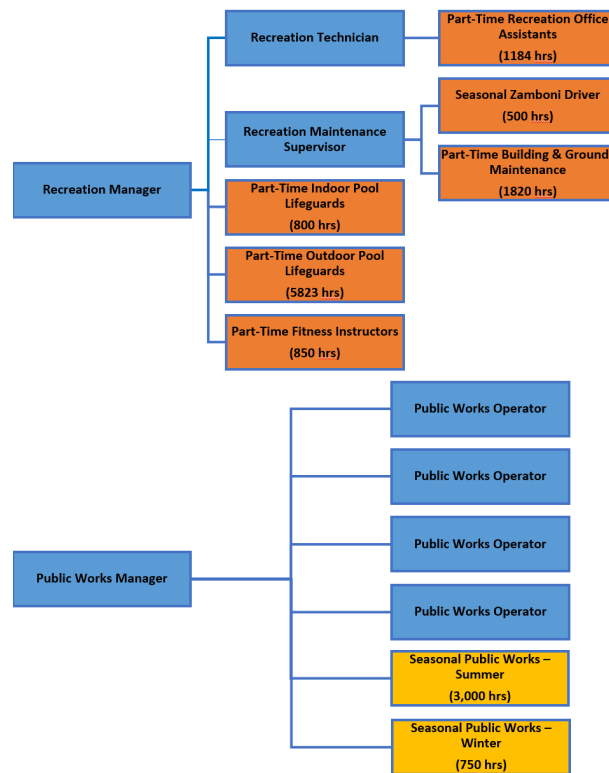 Recreation Technician
Part-Time Recreation Office
Assistants
(1184 hrs)
Seasonal Zamboni Driver
(500 hrs)
Recreation Maintenance
Supervisor
Part-Time Building & Ground
Maintenance
(1820 hrs)
Recreation Manager
Part-Time Indoor Pool
Lifeguards
(800 hrs)
Part-Time Outdoor Pool
Lifeguards
(5823 hrs)
Part-Time Fitness Instructors
(850 hrs)
Public Works Operator
Public Works Operator
Public Works Operator
Public Works Manager
Public Works Operator
Seasonal Public Works –
Summer
(3,000 hrs)
Seasonal Public Works –
Winter
(750 hrs)